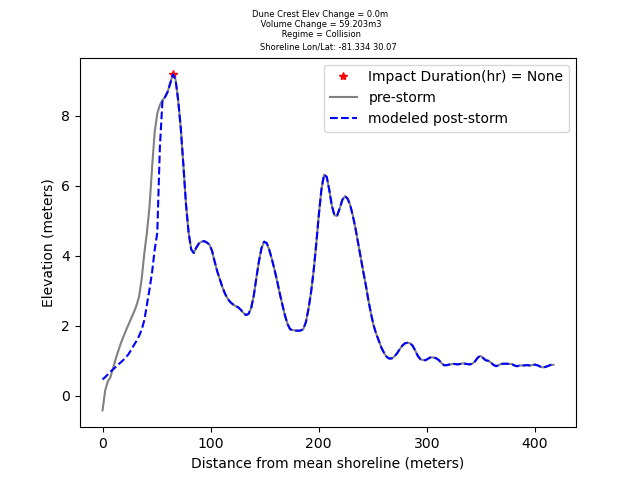 Dune Crest Elev Change = 0.0m
Volume Change = 59.203m3
Regime = Collision
Shoreline Lon/Lat: -81.334 30.07
Impact Duration(hr) = None
pre-storm
modeled post-storm
Elevation (meters)
8
6
4
2
0
0 100 200 300 400
Distance from mean shoreline (meters)